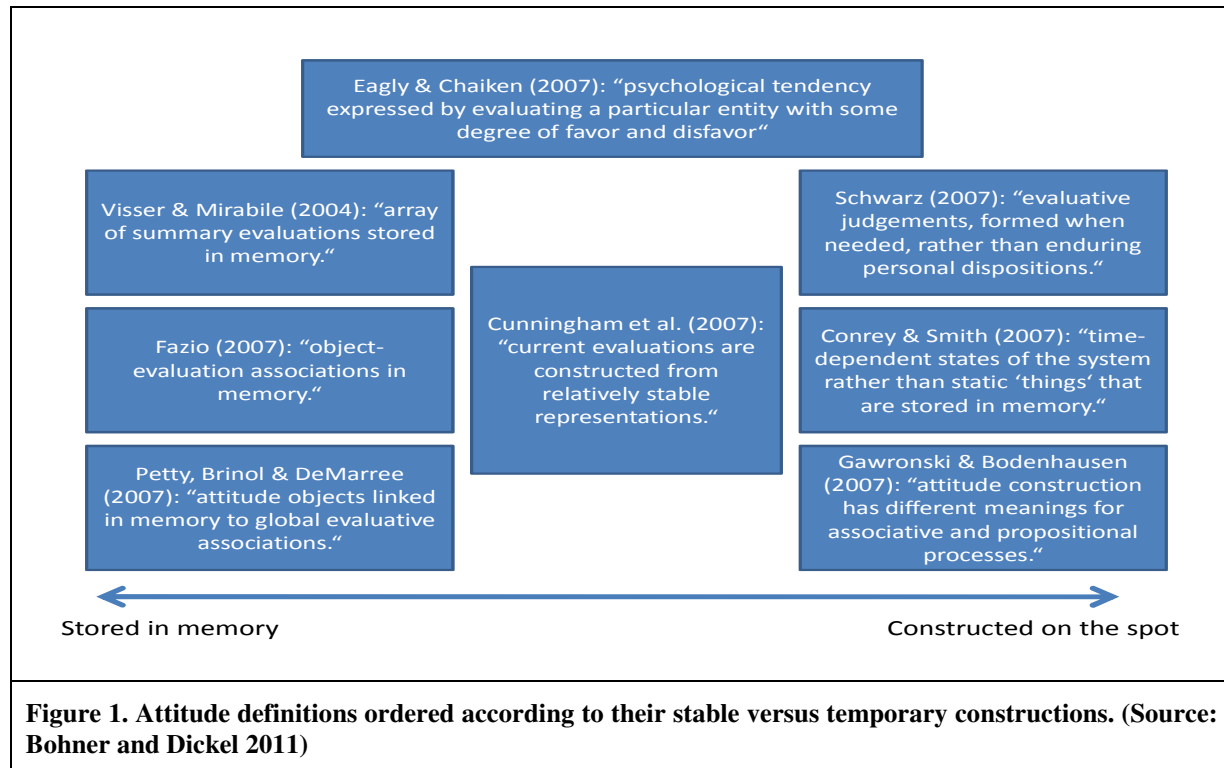 Eagly & Chaiken (2007): “psychological tendency
expressed by evaluating a particular entity with some
degree of favor and disfavor“
Visser & Mirabile (2004): “array
of summary evaluations stored
in memory.“
Fazio (2007): “object-
evaluation associations in
memory.“
Petty, Brinol & DeMarree
(2007): “attitude objects linked
in memory to global evaluative
associations.“
Cunningham et al. (2007):
“current evaluations are
constructed from
relatively stable
representations.“
Schwarz (2007): “evaluative
judgements, formed when
needed, rather than enduring
personal dispositions.“
Conrey & Smith (2007): “time-
dependent states of the system
rather than static ‘things‘ that
are stored in memory.“
Gawronski & Bodenhausen
(2007): “attitude construction
has different meanings for
associative and propositional
processes.“
Stored in memory
Constructed on the spot
Figure 1. Attitude definitions ordered according to their stable versus temporary constructions. (Source:
Bohner and Dickel 2011)